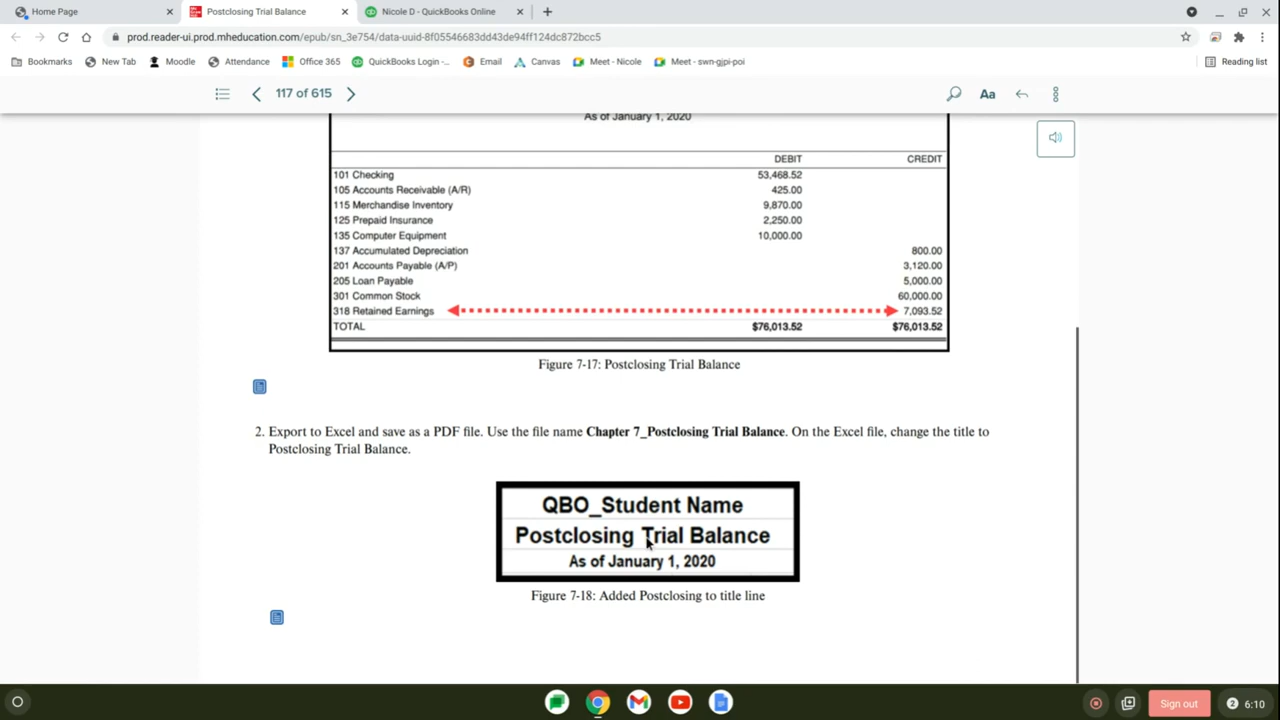 Home Page
Postclosing Trial Balance
Nicole D - QuickBooks Online
prod.reader-ui.prod.mheducation.com/epub/sn_3e754/data-uuid-8f05546683dd43de94ff124dc872bcc5
Bookmarks New Tab Moodle Attendance Office 365 QuickBooks Login -... Email Canvas Meet - Nicole Meet - swn-gjpi-poi Reading list
117 of 615 Aa
As of January 1, 2020
DEBIT CREDIT
101 Checking 53,468.52
105 Accounts Receivable (A/R) 425.00
115 Merchandise Inventory 9,870.00
125 Prepaid Insurance 2,250.00
135 Computer Equipment 10,000.00
137 Accumulated Depreciation 800.00
201 Accounts Payable (A/P) 3,120.00
205 Loan Payable 5,000.00
301 Common Stock 60,000.00
318 Retained Earnings 7,093.52
TOTAL $76,013.52 $76,013.52
Figure 7-17: Postclosing Trial Balance
2. Export to Excel and save as a PDF file. Use the file name Chapter 7_Postclosing Trial Balance. On the Excel file, change the title to
Postclosing Trial Balance.
QBO_Student Name
Postclosing Trial Balance
As of January 1, 2020
Figure 7-18: Added Postclosing to title line
Sign out 2 6:10